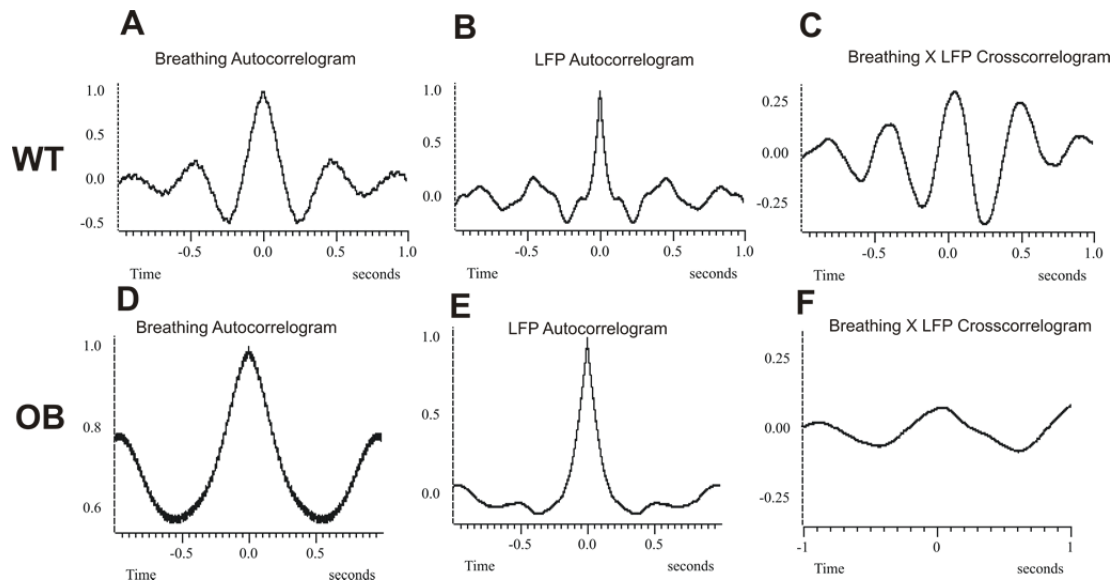 A
B
C
Breathing Autocorrelogram
LFP Autocorrelogram
Breathing X LFP Crosscorrelogram
WT
1.0
0.5
0.0
-0.5
-0.5 0.0 0.5 1.0
Time seconds
1.0
0.5
0.0
-0.5 0.0 0.5 1.0
Time seconds
0.25
0.00
-0.25
-0.5 0.0 0.5 1.0
Time seconds
D
E
F
Breathing Autocorrelogram
LFP Autocorrelogram
Breathing X LFP Crosscorrelogram
OB
1.0
0.8
0.6
-0.5 0.0 0.5
Time seconds
1.0
0.5
0.0
-0.5 0.0 0.5
Time seconds
0.25
0.00
-0.25
-1 0 1
Time seconds